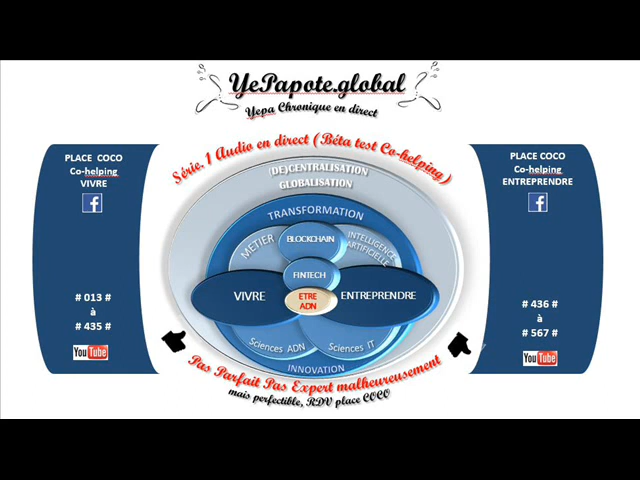 YePapote.global
Yepa Chronique en direct
Série, 1 Audio en direct (Béta test Co-helping)
PLACE COCO
Co-helping
VIVRE
# 013 #
à
# 435 #
YouTube
(DE)CENTRALISATION
GLOBALISATION
TRANSFORMATION
METIER
BLOCKCHAIN
INTELLIGENCE
ARTIFICIELLE
FINTECH
VIVRE
ETRE
ADN
ENTREPRENDRE
Sciences ADN
Sciences IT
INNOVATION
PLACE COCO
Co-helping
ENTREPRENDRE
# 436 #
à
# 567 #
YouTube
Pas Parfait Pas Expert malheureusement
mais perfectible, RDV place COCO